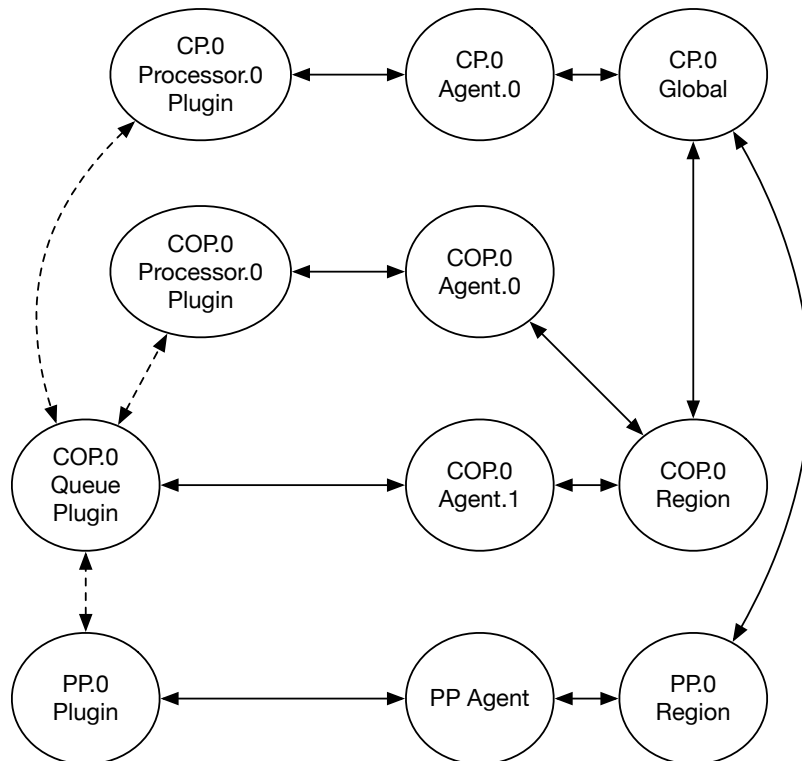 CP.0
Processor.0
Plugin
CP.0
Agent.0
CP.0
Global
COP.0
Processor.0
Plugin
COP.0
Agent.0
COP.0
Queue
Plugin
COP.0
Agent.1
COP.0
Region
PP.0
Plugin
PP Agent
PP.0
Region